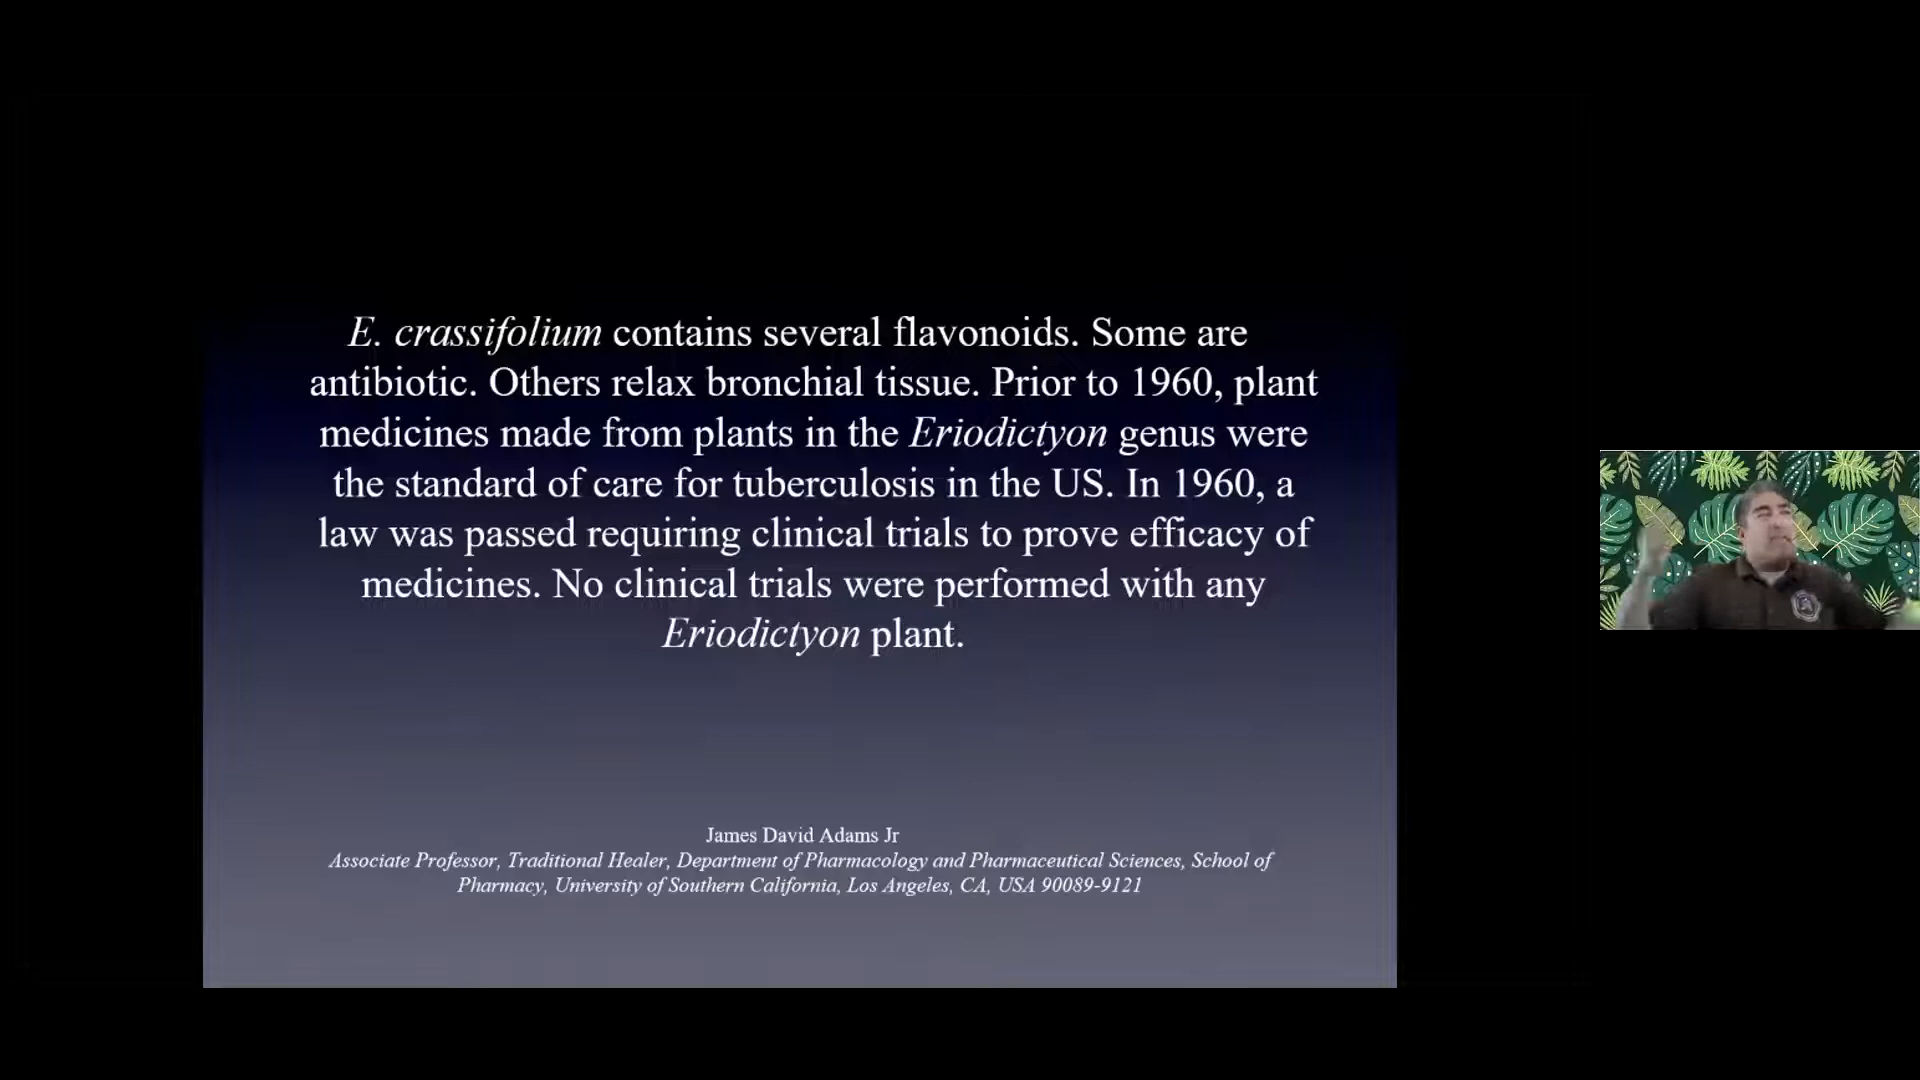 E. crassifolium contains several flavonoids. Some are
antibiotic. Others relax bronchial tissue. Prior to 1960, plant
medicines made from plants in the Eriodictyon genus were
the standard of care for tuberculosis in the US. In 1960, a
law was passed requiring clinical trials to prove efficacy of
medicines. No clinical trials were performed with any
Eriodictyon plant.
James David Adams Jr
Associate Professor, Traditional Healer, Department of Pharmacology and Pharmaceutical Sciences, School of
Pharmacy, University of Southern California, Los Angeles, CA, USA 90089-9121